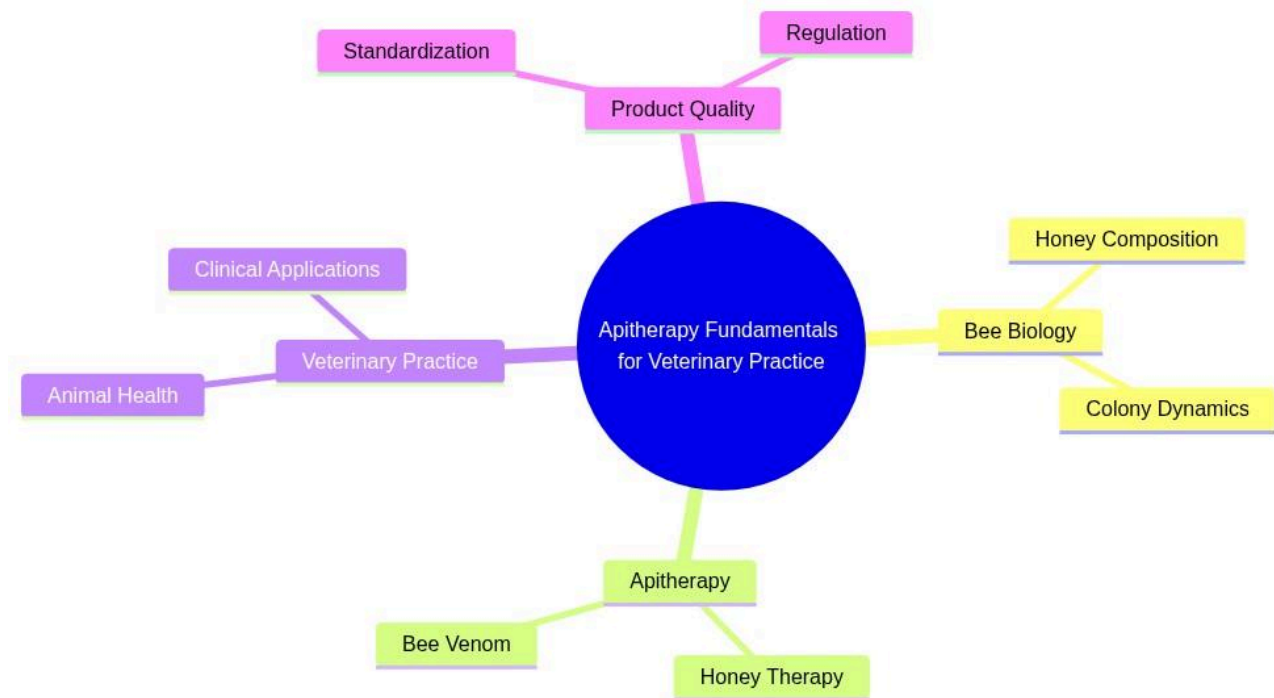 Regulation
Standardization
Product Quality
Honey Composition
Clinical Applications
Bee Biology
Apitherapy Fundamentals
for Veterinary Practice
Veterinary Practice
Animal Health
Colony Dynamics
Apitherapy
Bee Venom
Honey Therapy